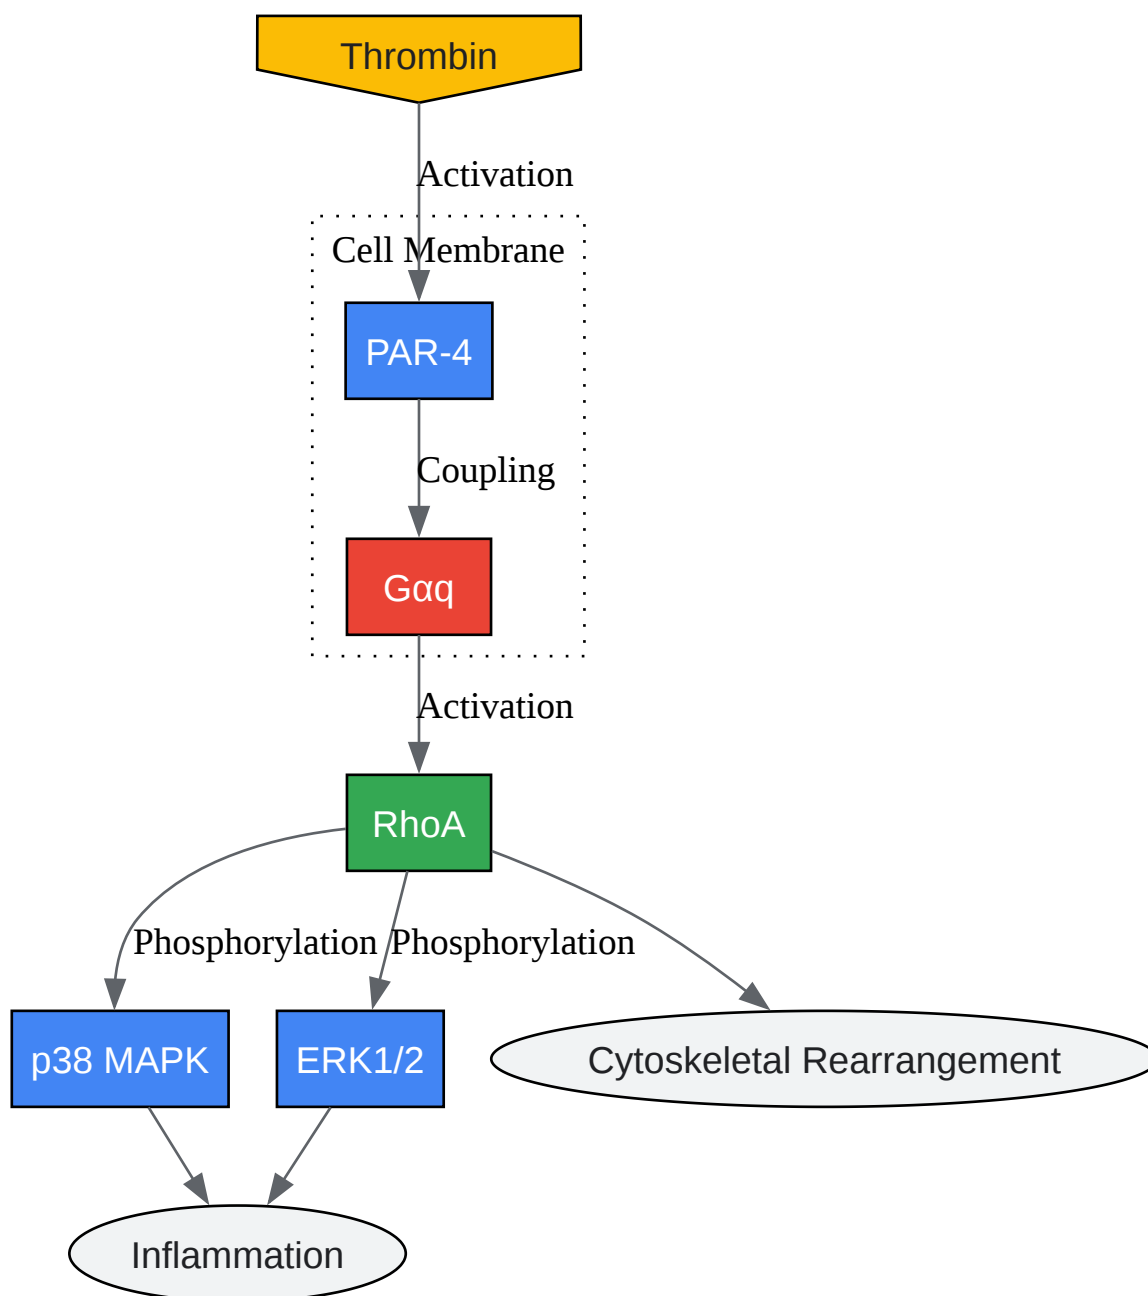 Thrombin
Activation
Cell Membrane
PAR-4
Coupling
Gαq
Activation
RhoA
Phosphorylation
Phosphorylation
p38 MAPK
ERK1/2
Cytoskeletal Rearrangement
Inflammation